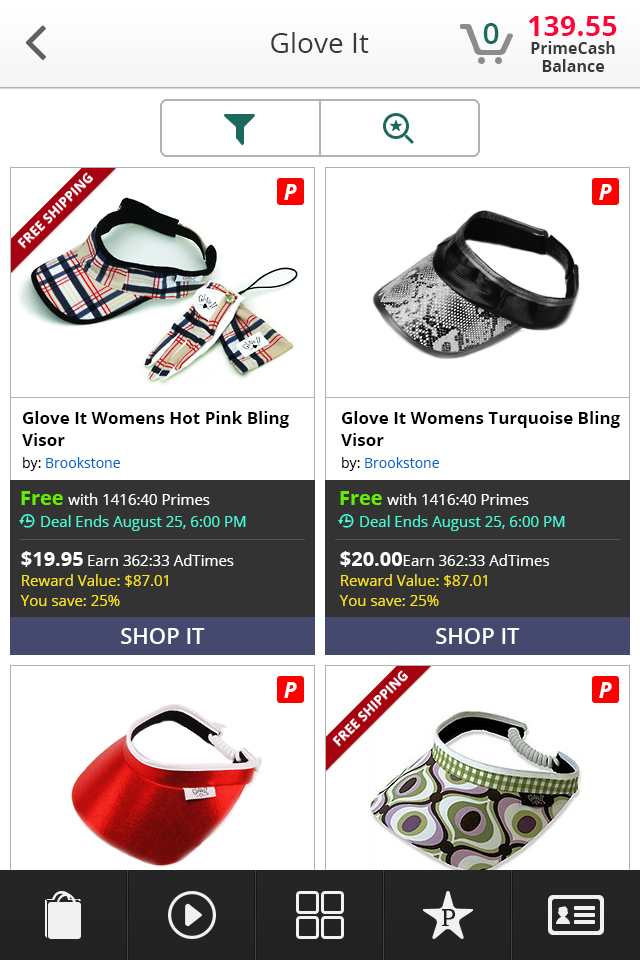 Glove It
0
139.55
PrimeCash
Balance
FREE SHIPPING
P
Glove It
Glove It
P
Glove It Womens Hot Pink Bling
Visor
by: Brookstone
Glove It Womens Turquoise Bling
Visor
by: Brookstone
Free with 1416:40 Primes
Deal Ends August 25, 6:00 PM
$19.95 Earn 362:33 AdTimes
Reward Value: $87.01
You save: 25%
SHOP IT
Free with 1416:40 Primes
Deal Ends August 25, 6:00 PM
$20.00Earn 362:33 AdTimes
Reward Value: $87.01
You save: 25%
SHOP IT
P
FREE SHIPPING
P
P